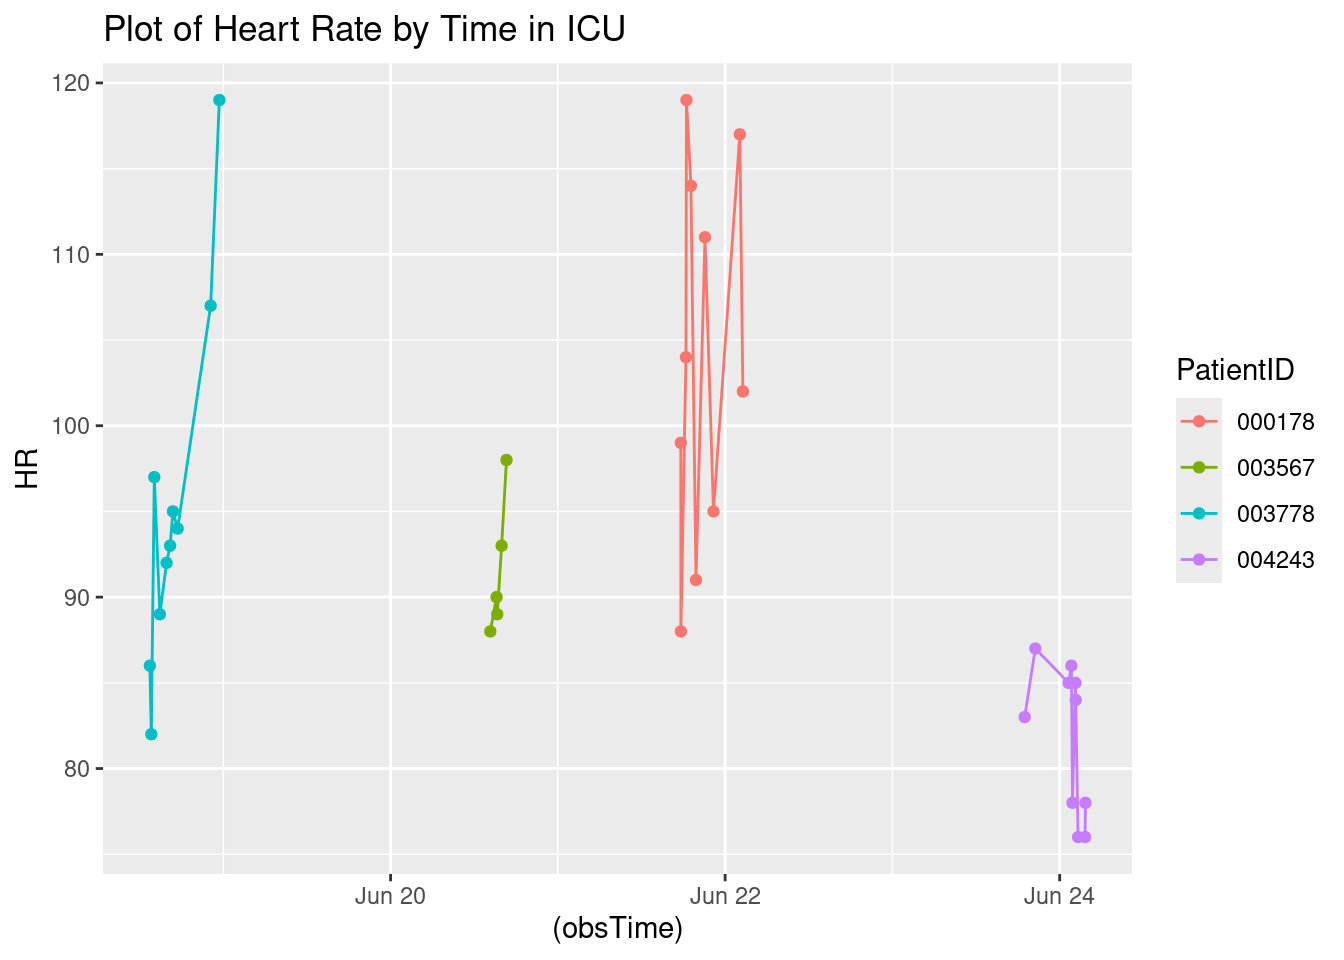 Plot of Heart Rate by Time in ICU
120
110
100
90
80
HR
Jun 20
Jun 22
Jun 24
(obsTime)
PatientID
000178
003567
003778
004243